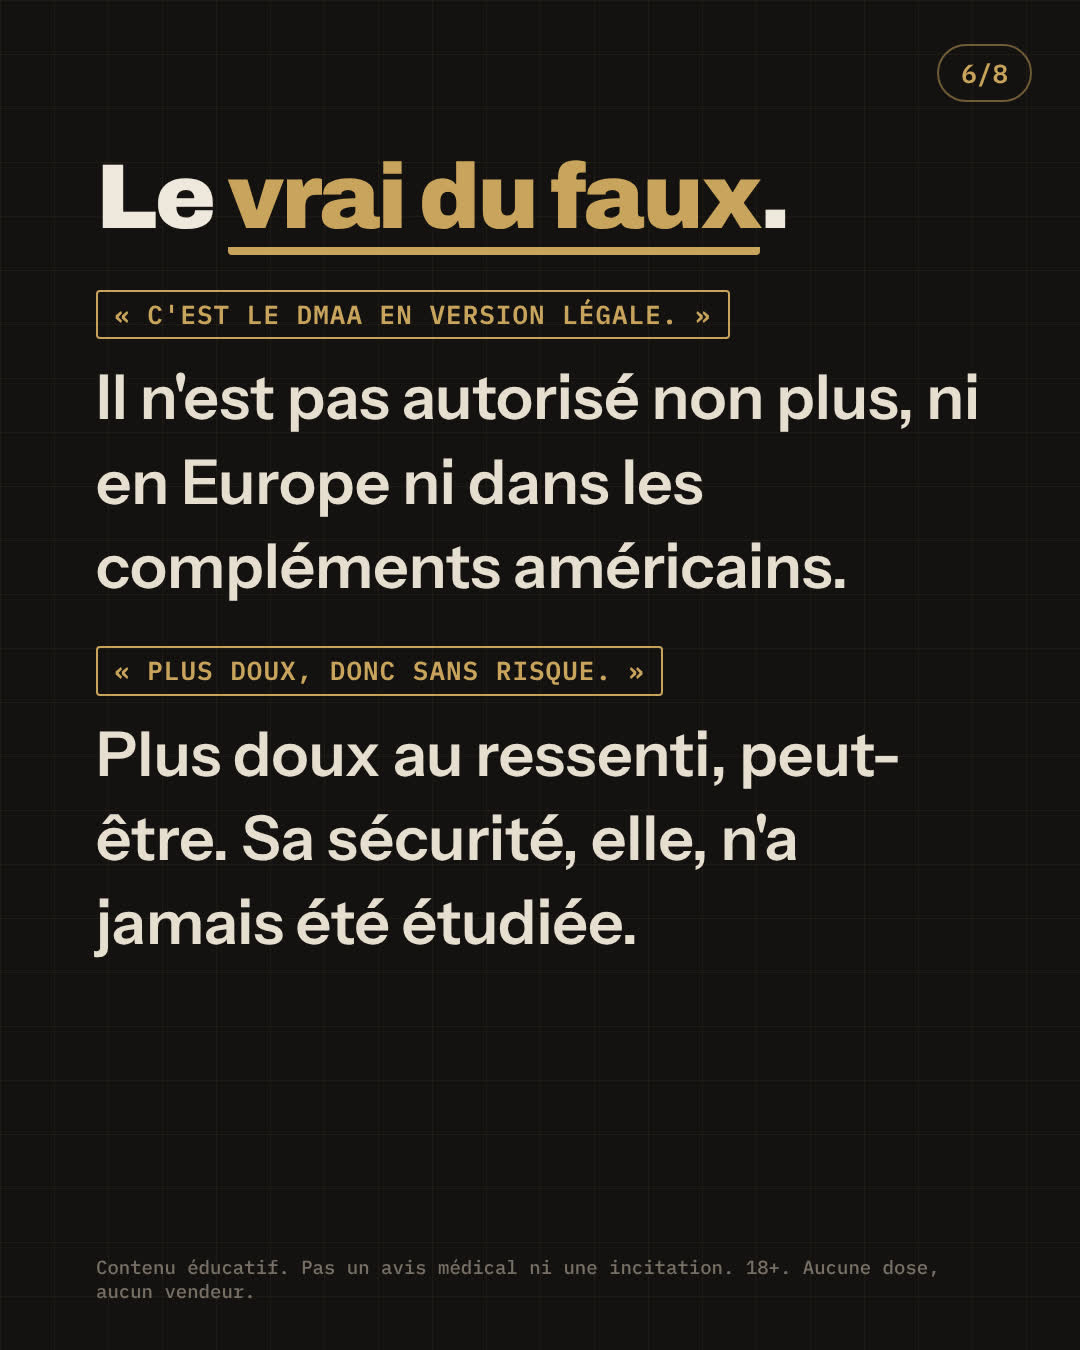 6/8
Le vrai du faux.
« C'EST LE DMAA EN VERSION LÉGALE. »
Il n'est pas autorisé non plus, ni
en Europe ni dans les
compléments américains.
« PLUS DOUX, DONC SANS RISQUE. »
Plus doux au ressenti, peut-
être. Sa sécurité, elle, n'a
jamais été étudiée.
Contenu éducatif. Pas un avis médical ni une incitation. 18+. Aucune dose,
aucun vendeur.